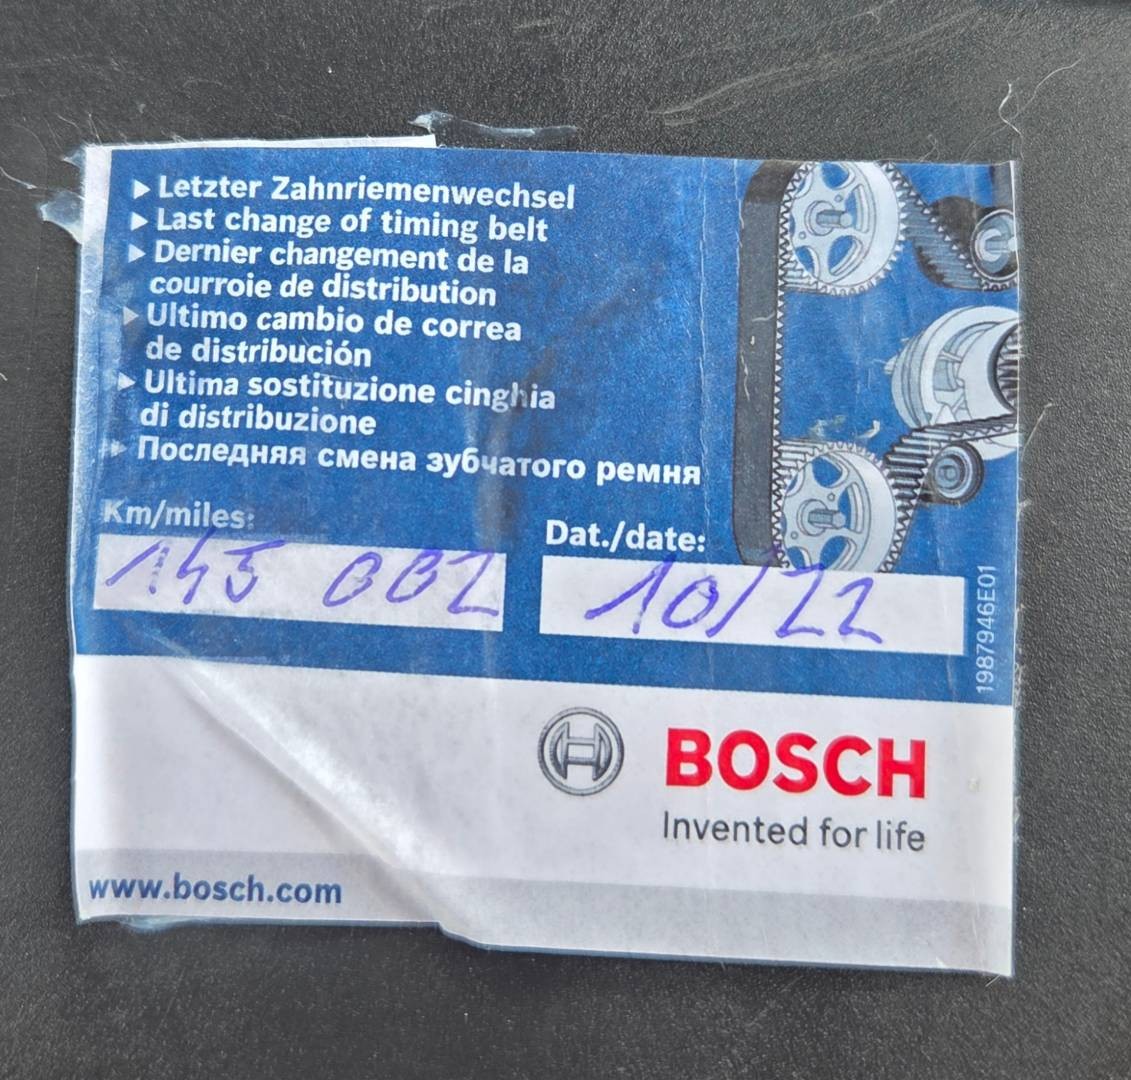 ▸ Letzter Zahnriemenwechsel
▸ Last change of timing belt
▸ Dernier changement de la
courroie de distribution
▸ Ultimo cambio de correa
de distribución
▸ Ultima sostituzione cinghia
di distribuzione
▸ Последняя смена зубчатого ремня
Km/miles:
145 002
Dat./date:
10/22
1987946E01
BOSCH
Invented for life
www.bosch.com